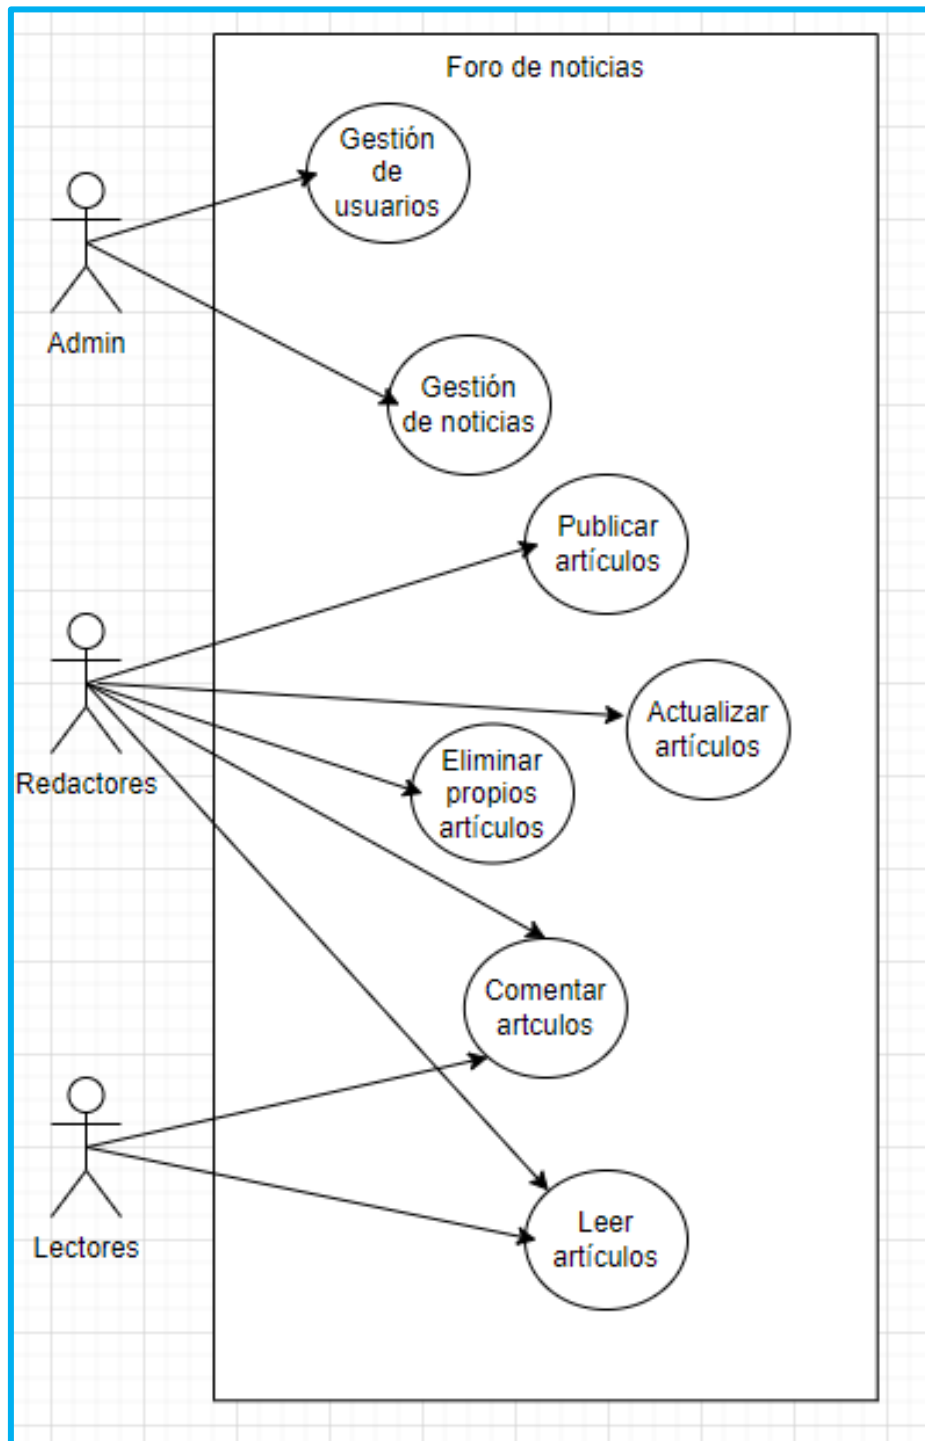 Foro de noticias
Gestión
de
usuarios
Admin
Gestión
de noticias
Publicar
artículos
Redactores
Actualizar
artículos
Eliminar
propios
artículos
Comentar
artculos
Lectores
Leer
artículos